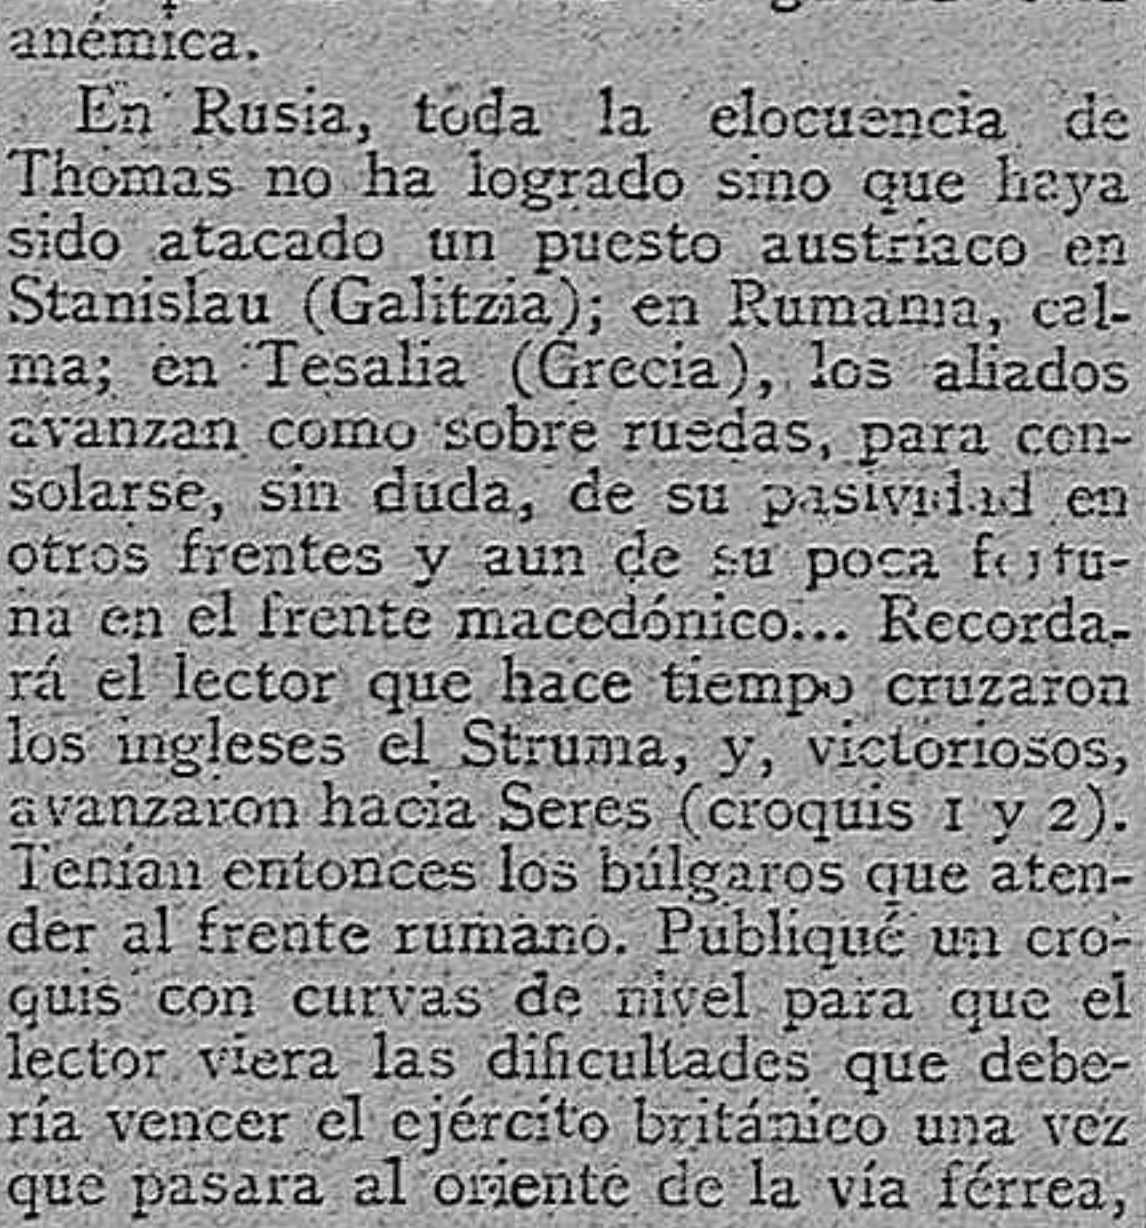 anémica.
En Rusia, toda la elocuencia de
Thomas no ha logrado sino que haya
sido atacado un puesto austriaco en
Stanislau (Galitzia); en Rumania, cal-
ma; en Tesalia (Grecia), los aliados
avanzan como sobre ruedas, para con-
solarse, sin duda, de su pasividad en
otros frentes y aun de su poca fortu-
na en el frente macedónico... Recorda-
rá el lector que hace tiempo cruzaron
los ingleses el Struma, y, victoriosos,
avanzaron hacia Seres (croquis 1 y 2).
Tenían entonces los búlgaros que aten-
der al frente rumano. Publiqué un cro-
quis con curvas de nivel para que el
lector viera las dificultades que debe-
ría vencer el ejército británico una vez
que pasara al oriente de la vía férrea,